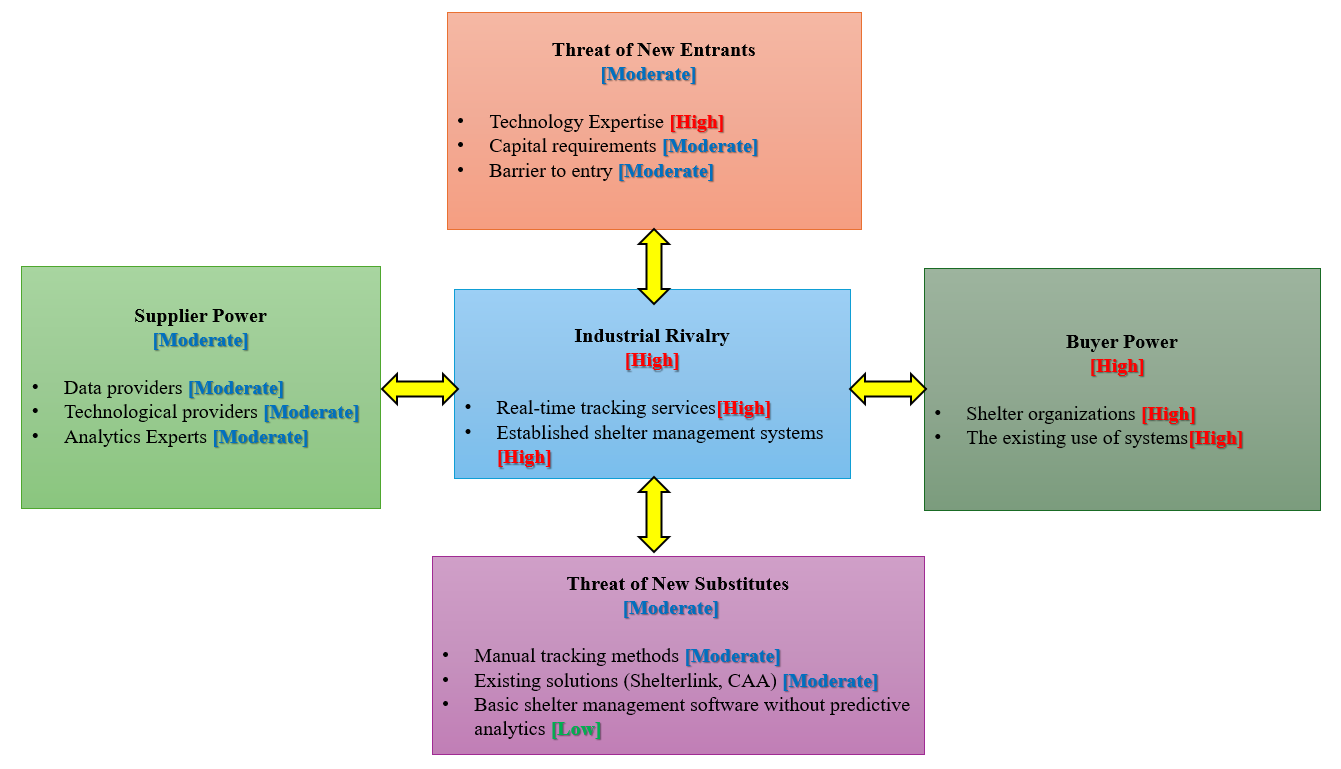 Threat of New Entrants
[Moderate]
• Technology Expertise [High]
• Capital requirements [Moderate]
• Barrier to entry [Moderate]
Supplier Power
[Moderate]
• Data providers [Moderate]
• Technological providers [Moderate]
• Analytics Experts [Moderate]
Industrial Rivalry
[High]
• Real-time tracking services[High]
• Established shelter management systems
[High]
Buyer Power
[High]
• Shelter organizations [High]
• The existing use of systems[High]
Threat of New Substitutes
[Moderate]
• Manual tracking methods [Moderate]
• Existing solutions (Shelterlink, CAA) [Moderate]
• Basic shelter management software without predictive
analytics [Low]